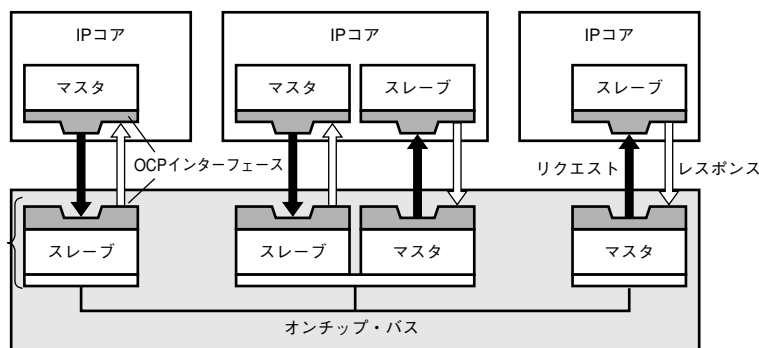 IPコア
IPコア
IPコア
マスタ
マスタ
スレーブ
スレーブ
OCPインターフェース
リクエスト
レスポンス
スレーブ
スレーブ
マスタ
マスタ
オンチップ・バス